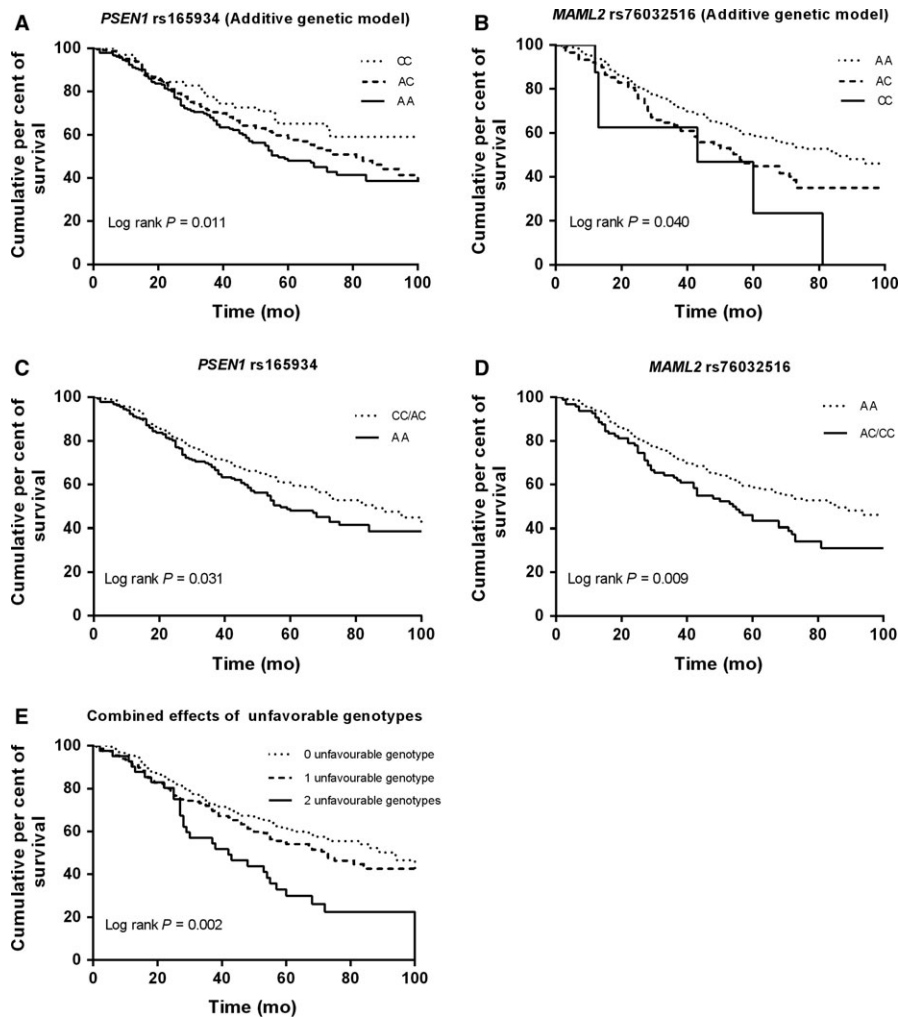 A
PSEN1 rs165934 (Additive genetic model)
Cumulative per cent of
survival
100
80
60
40
20
0
CC
AC
AA
Log rank P = 0.011
0 20 40 60 80 100
Time (mo)
B
MAML2 rs76032516 (Additive genetic model)
Cumulative per cent of
survival
100
80
60
40
20
0
AA
AC
CC
Log rank P = 0.040
0 20 40 60 80 100
Time (mo)
C
PSEN1 rs165934
Cumulative per cent of
survival
100
80
60
40
20
0
CC/AC
AA
Log rank P = 0.031
0 20 40 60 80 100
Time (mo)
D
MAML2 rs76032516
Cumulative per cent of
survival
100
80
60
40
20
0
AA
AC/CC
Log rank P = 0.009
0 20 40 60 80 100
Time (mo)
E
Combined effects of unfavorable genotypes
Cumulative per cent of
survival
100
80
60
40
20
0
0 unfavourable genotype
1 unfavourable genotype
2 unfavourable genotypes
Log rank P = 0.002
0 20 40 60 80 100
Time (mo)